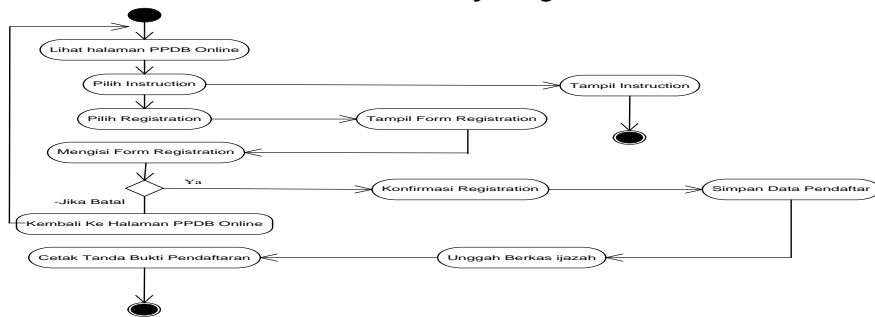 Lihat halaman PPDB Online
Pilih Instruction
Tampil Instruction
Pilih Registration
Tampil Form Registration
Mengisi Form Registration
Ya
Konfirmasi Registration
Simpan Data Pendaftar
-Jika Batal
Kembali Ke Halaman PPDB Online
Cetak Tanda Bukti Pendaftaran
Unggah Berkas ijazah